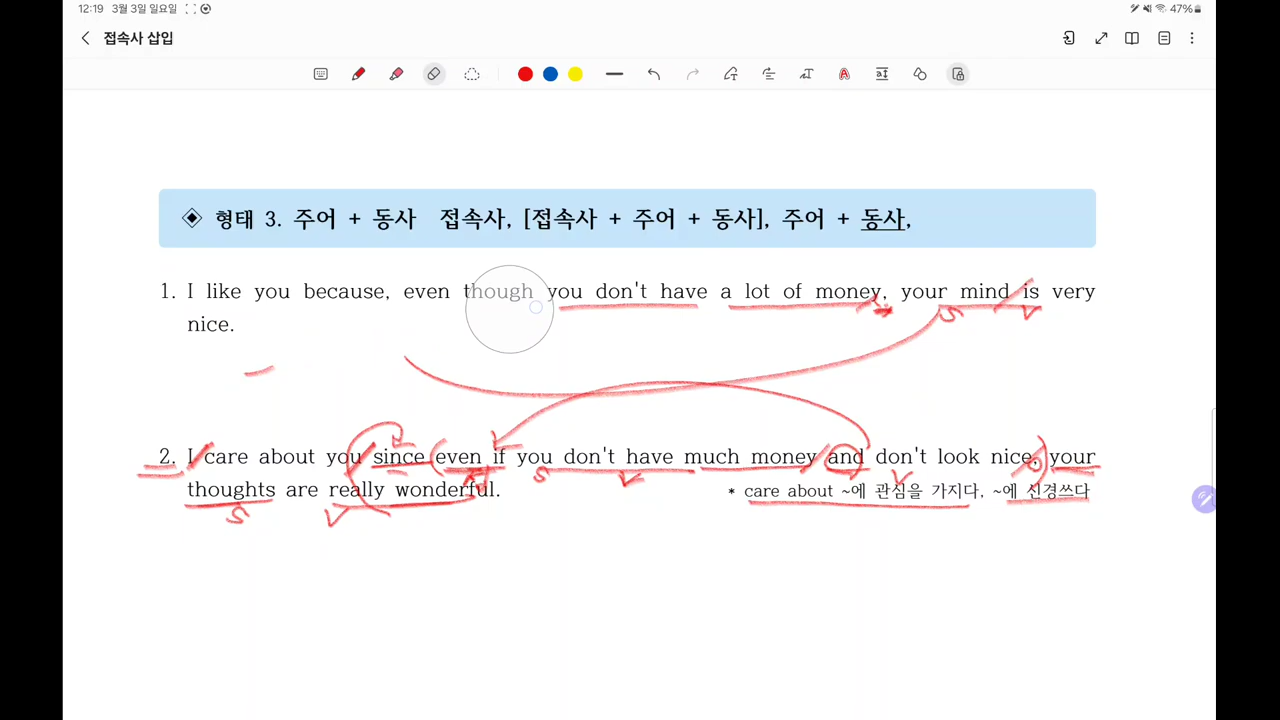 12:19 3월 3일 일요일
47%
접속사 삽입
◈ 형태 3. 주어 + 동사 접속사, [접속사 + 주어 + 동사], 주어 + 동사,
1. I like you because, even though you don't have a lot of money, your mind is very
nice.
S V
2. I care about you since even if you don't have much money and don't look nice, your
thoughts are really wonderful.
* care about ~에 관심을 가지다, ~에 신경쓰다
S V S V V